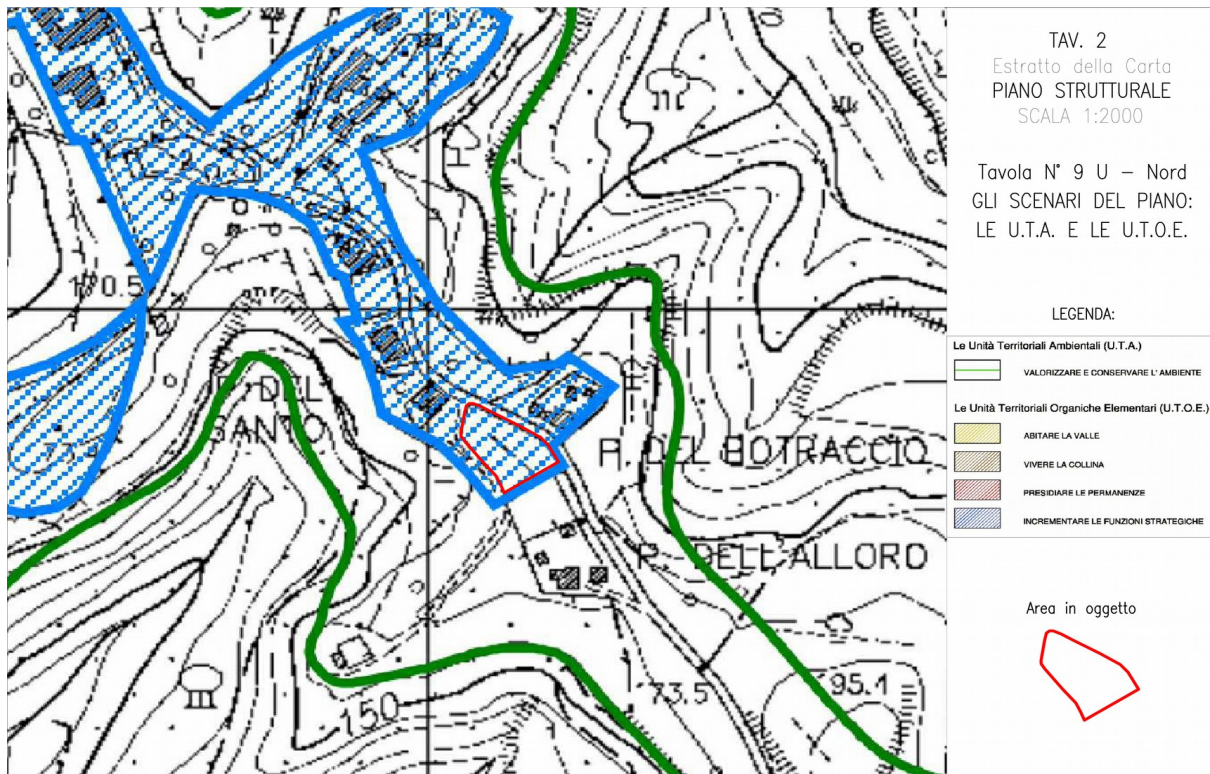 TAV. 2
Estratto della Carta
PIANO STRUTTURALE
SCALA 1:2000
Tavola N° 9 U – Nord
GLI SCENARI DEL PIANO:
LE U.T.A. E LE U.T.O.E.
LEGENDA:
Le Unità Territoriali Ambientali (U.T.A.)
VALORIZZARE E CONSERVARE L' AMBIENTE
Le Unità Territoriali Organiche Elementari (U.T.O.E.)
ABITARE LA VALLE
VIVERE LA COLLINA
PRESIDIARE LE PERMANENZE
INCREMENTARE LE FUNZIONI STRATEGICHE
Area in oggetto
170.5
DEL
SANTO
P. DEL BOTRACCIO
P. DELL'ALLORO
173.5
195.1
150